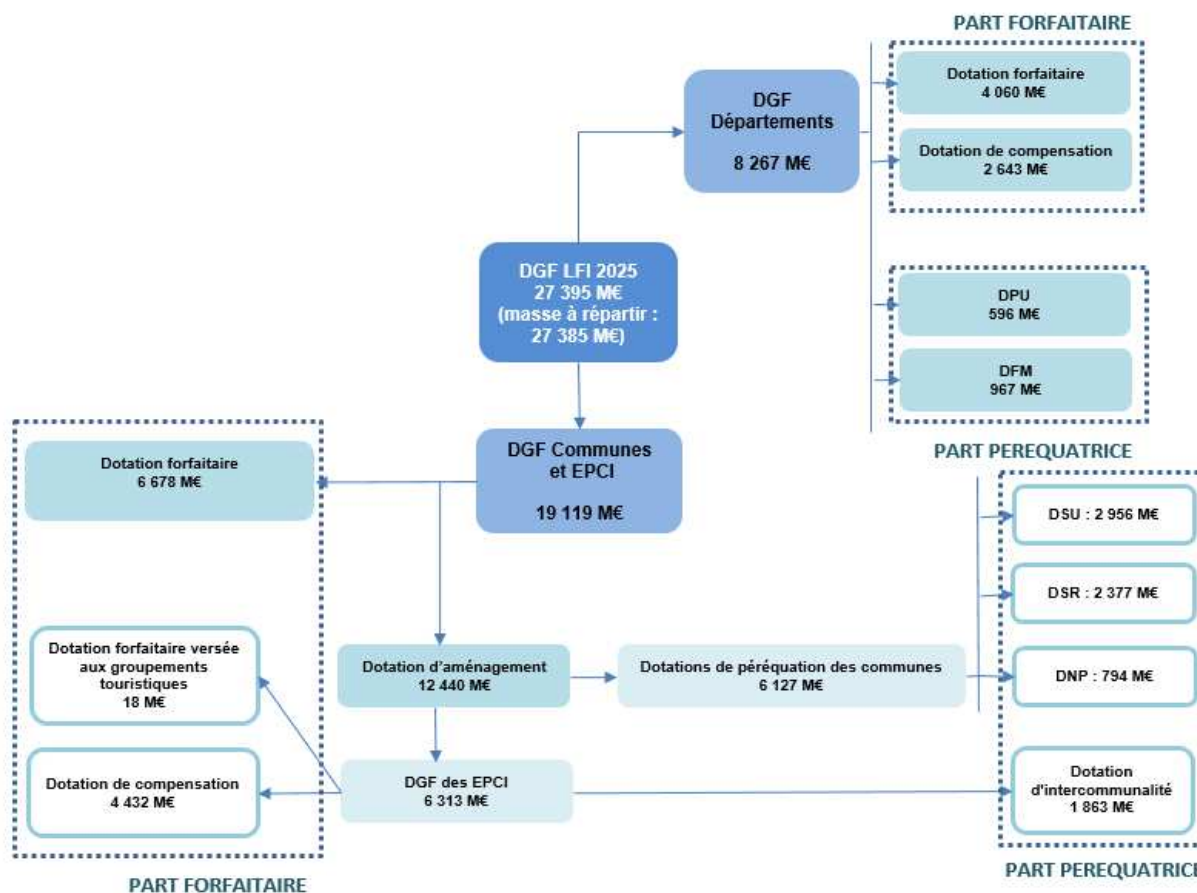 PART FORFAITAIRE
Dotation forfaitaire
4 060 M€
DGF
Départements
8 267 M€
Dotation de compensation
2 643 M€
DGF LFI 2025
27 395 M€
(masse à répartir :
27 385 M€)
DPU
596 M€
DFM
967 M€
PART PEREQUATRICE
DGF Communes
et EPCI
19 119 M€
Dotation forfaitaire
6 678 M€
DSU : 2 956 M€
DSR : 2 377 M€
Dotation forfaitaire versée
aux groupements
touristiques
18 M€
Dotation d'aménagement
12 440 M€
Dotations de péréquation des communes
6 127 M€
DNP : 794 M€
Dotation de compensation
4 432 M€
DGF des EPCI
6 313 M€
Dotation
d'intercommunalité
1 863 M€
PART FORFAITAIRE
PART PEREQUATRICE